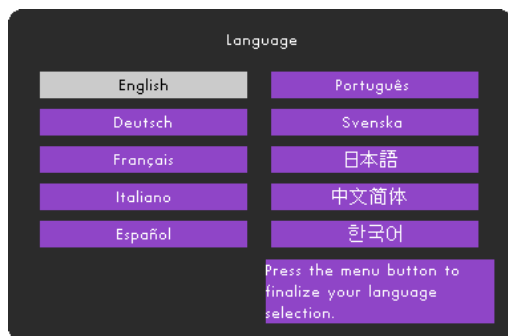 Language
English
Deutsch
Français
Italiano
Español
Português
Svenska
日本語
中文简体
한국어
Press the menu button to
finalize your language
selection.